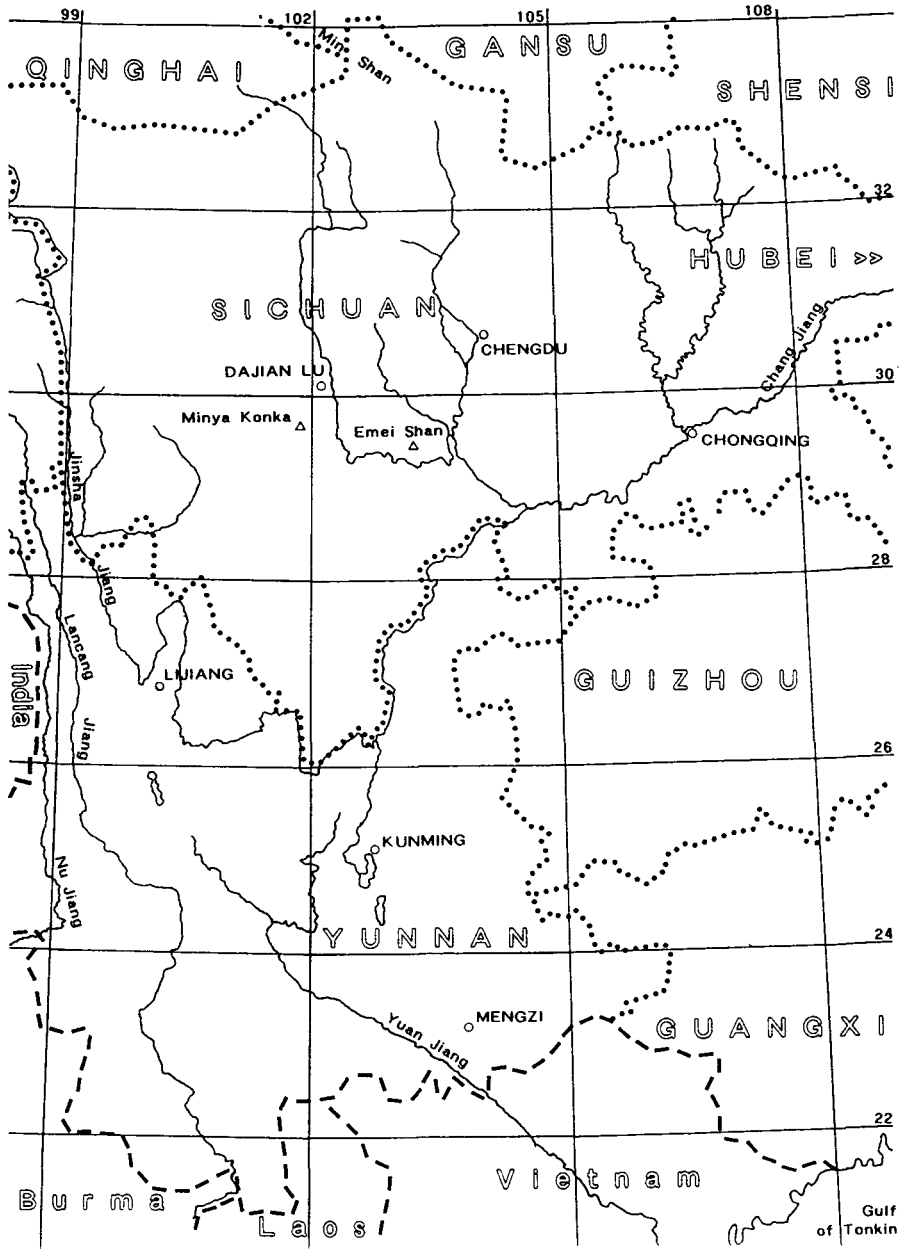 99
102
105
108
Min Shan
GANSU
QINGHAI
SHENSI
32
HUBEI >>
SICHUAN
Chang Jiang
CHENGDU
DAJIAN LU
30
Minya Konka
Emei Shan
CHONGQING
Jinsha
Jiang
28
Lancang
Jiang
LIJIANG
GUIZHOU
India
26
KUNMING
Nu Jiang
YUNNAN
24
MENGZI
Yuan Jiang
GUANGXI
22
Vietnam
Burma
Laos
Gulf
of Tonkin